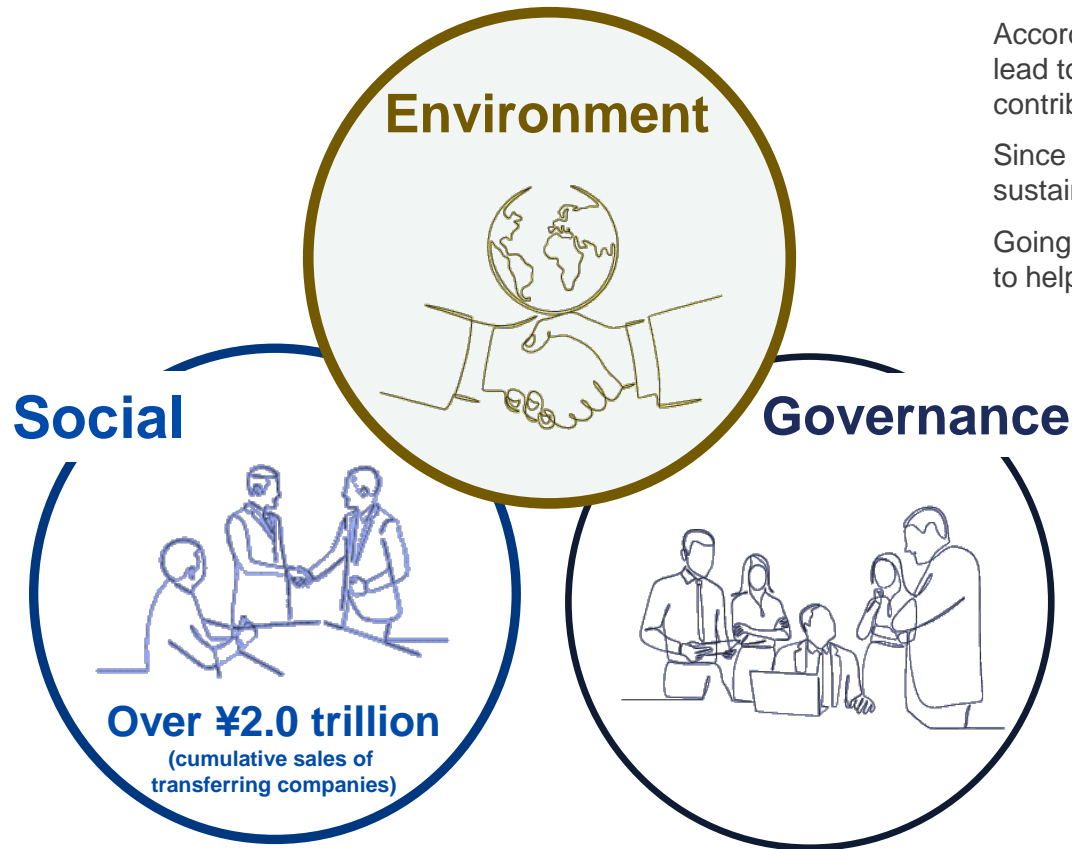 Environment
lead to
Since
Going
to help
Social
Governance
Over ¥2.0 trillion
(cumulative sales of
transferring companies)